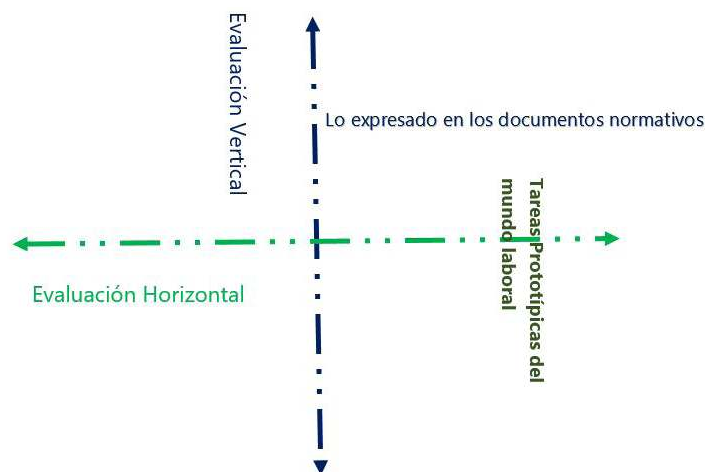 Evaluación Vertical
Lo expresado en los documentos normativos
Tareas Prototípicas del
mundo laboral
Evaluación Horizontal